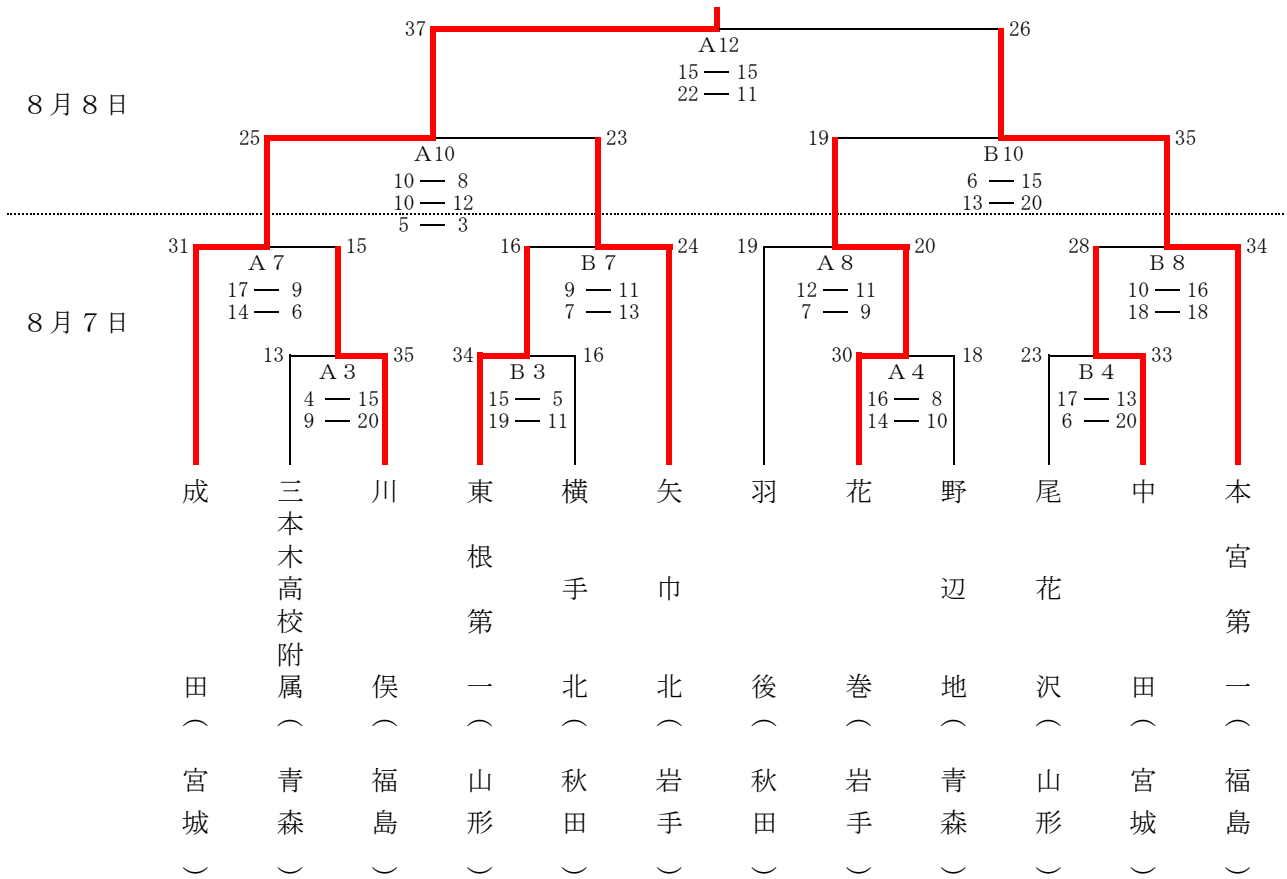 37 26
A12
15 ― 15
22 ― 11
8月8日
25 23 19 35
A10 B10
10 ― 8 6 ― 15
10 ― 12 13 ― 20
5 ― 3
31 15 16 24 19 20 28 34
A7 B7 A8 B8
17 ― 9 9 ― 11 12 ― 11 10 ― 16
14 ― 6 7 ― 13 7 ― 9 18 ― 18
8月7日
13 35 34 16 30 18 23 33
A3 B3 A4 B4
4 ― 15 15 ― 5 16 ― 8 17 ― 13
9 ― 20 19 ― 11 14 ― 10 6 ― 20
成田(宮城)
三本木高校附属(青森)
川俣(福島)
東根第一(山形)
横手北(秋田)
矢巾北(岩手)
羽後(秋田)
花巻(岩手)
野辺地(青森)
尾花沢(山形)
中田(宮城)
本宮第一(福島)